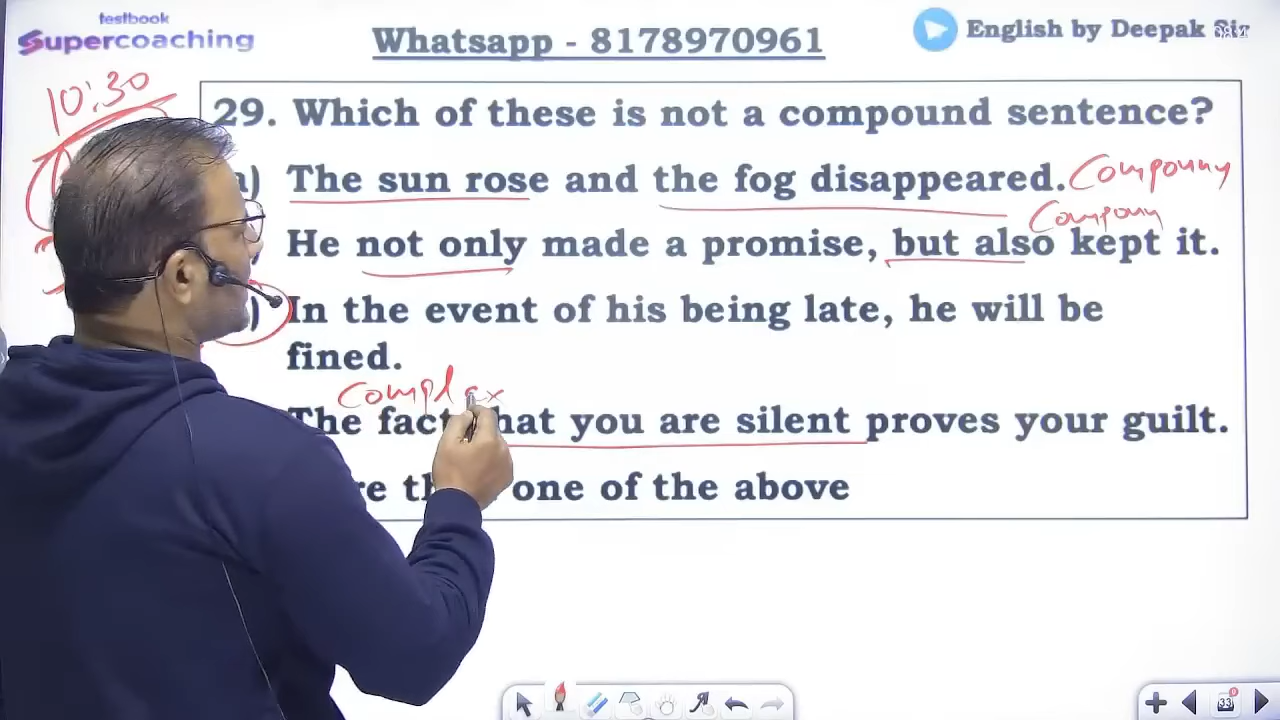 testbook
Supercoaching
Whatsapp - 8178970961
English by Deepak Sir
10:30
29. Which of these is not a compound sentence?
a) The sun rose and the fog disappeared. Compoun
He not only made a promise, but also kept it.
Compoun
) In the event of his being late, he will be
fined.
Complex
The fact that you are silent proves your guilt.
one of the above
33